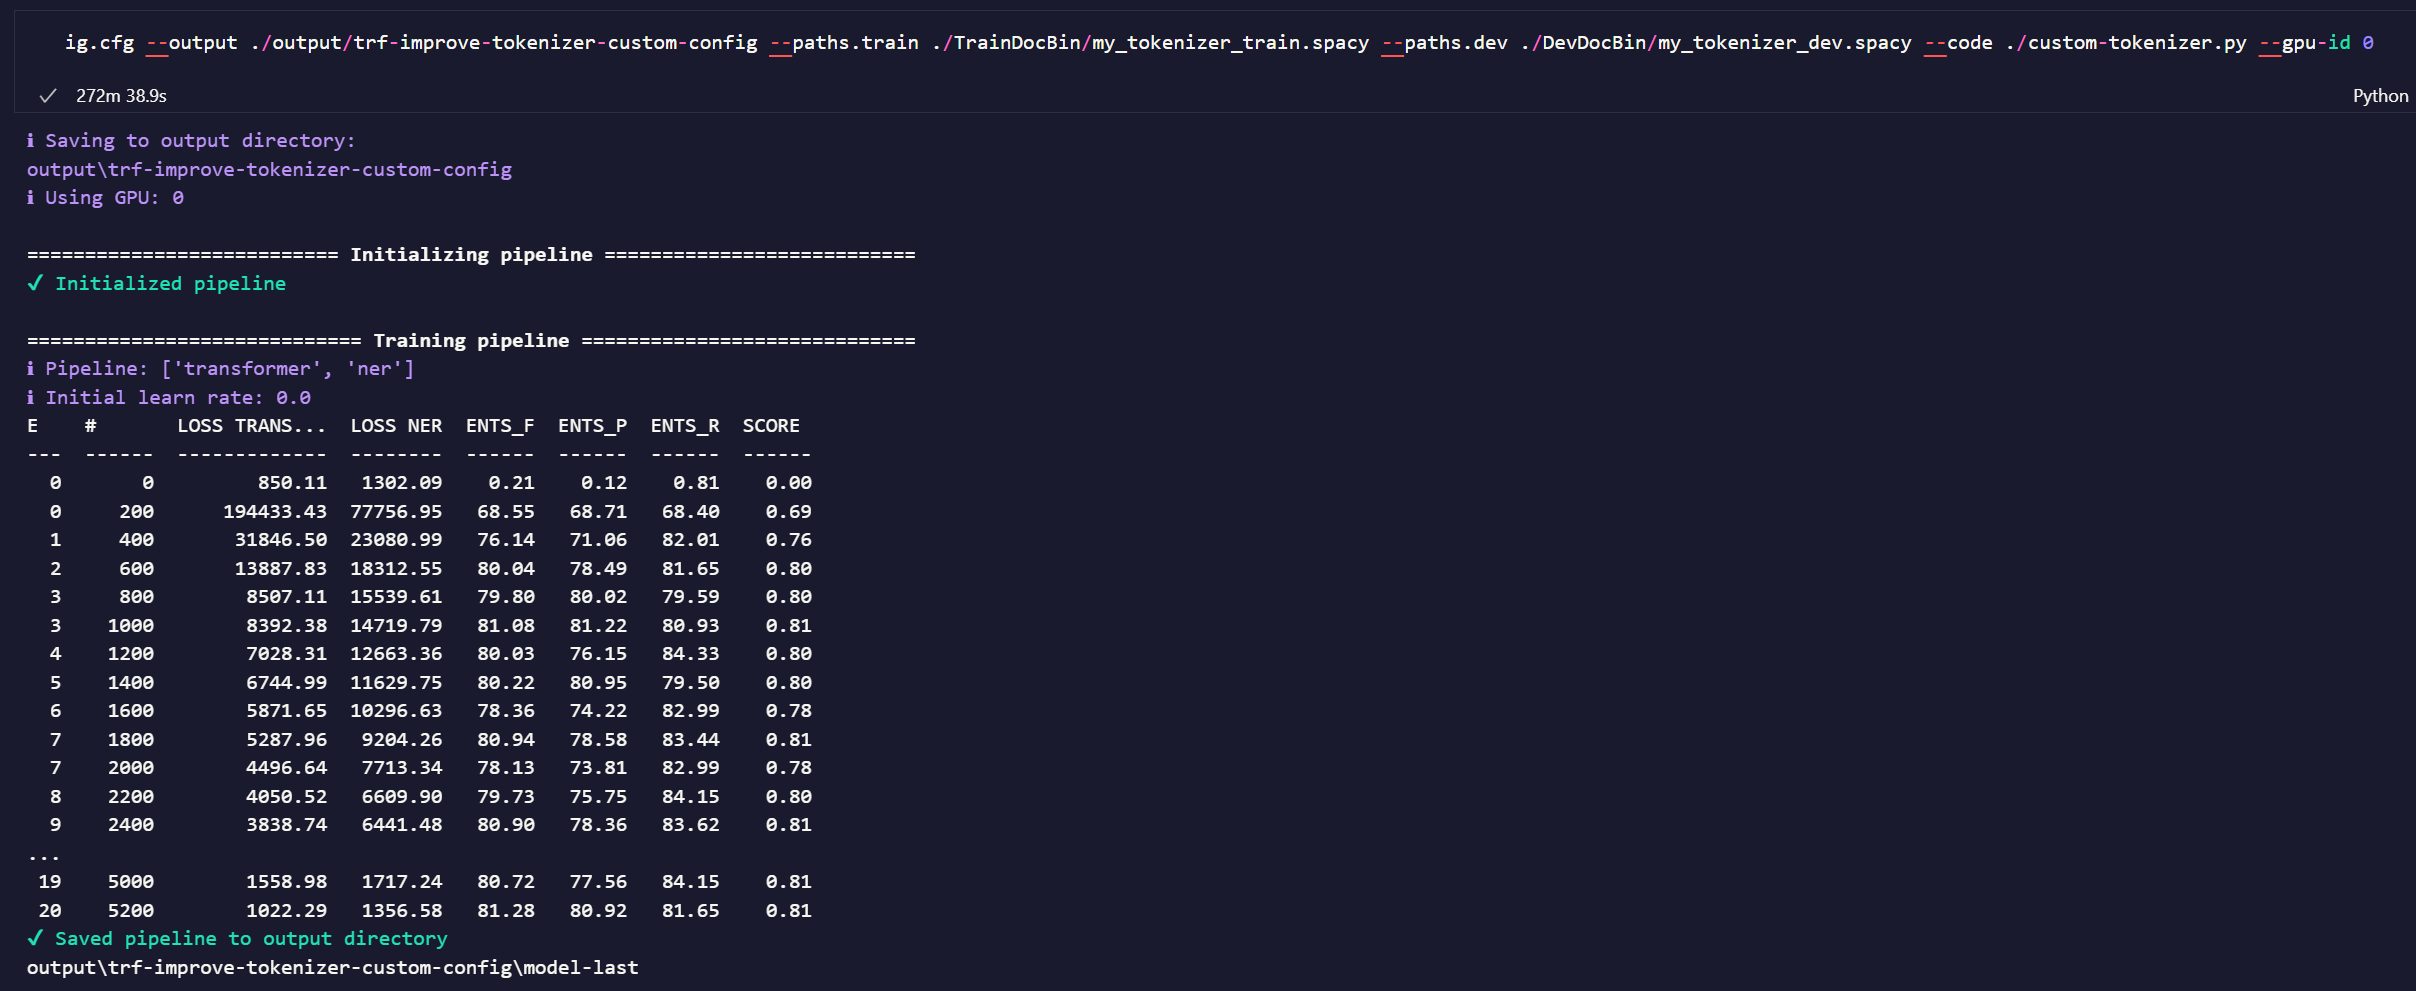 ig.cfg --output ./output/trf-improve-tokenizer-custom-config --paths.train ./TrainDocBin/my_tokenizer_train.spacy --paths.dev ./DevDocBin/my_tokenizer_dev.spacy --code ./custom-tokenizer.py --gpu-id 0
✓ 272m 38.9s Python
ℹ Saving to output directory:
output\trf-improve-tokenizer-custom-config
ℹ Using GPU: 0
=========================== Initializing pipeline ===========================
✓ Initialized pipeline
============================= Training pipeline =============================
ℹ Pipeline: ['transformer', 'ner']
ℹ Initial learn rate: 0.0
E    #       LOSS TRANS...  LOSS NER  ENTS_F  ENTS_P  ENTS_R  SCORE
---  ------  -------------  --------  ------  ------  ------  ------
  0       0         850.11   1302.09    0.21    0.12    0.81    0.00
  0     200      194433.43  77756.95   68.55   68.71   68.40    0.69
  1     400       31846.50  23080.99   76.14   71.06   82.01    0.76
  2     600       13887.83  18312.55   80.04   78.49   81.65    0.80
  3     800        8507.11  15539.61   79.80   80.02   79.59    0.80
  3    1000        8392.38  14719.79   81.08   81.22   80.93    0.81
  4    1200        7028.31  12663.36   80.03   76.15   84.33    0.80
  5    1400        6744.99  11629.75   80.22   80.95   79.50    0.80
  6    1600        5871.65  10296.63   78.36   74.22   82.99    0.78
  7    1800        5287.96   9204.26   80.94   78.58   83.44    0.81
  7    2000        4496.64   7713.34   78.13   73.81   82.99    0.78
  8    2200        4050.52   6609.90   79.73   75.75   84.15    0.80
  9    2400        3838.74   6441.48   80.90   78.36   83.62    0.81
...
 19    5000        1558.98   1717.24   80.72   77.56   84.15    0.81
 20    5200        1022.29   1356.58   81.28   80.92   81.65    0.81
✓ Saved pipeline to output directory
output\trf-improve-tokenizer-custom-config\model-last